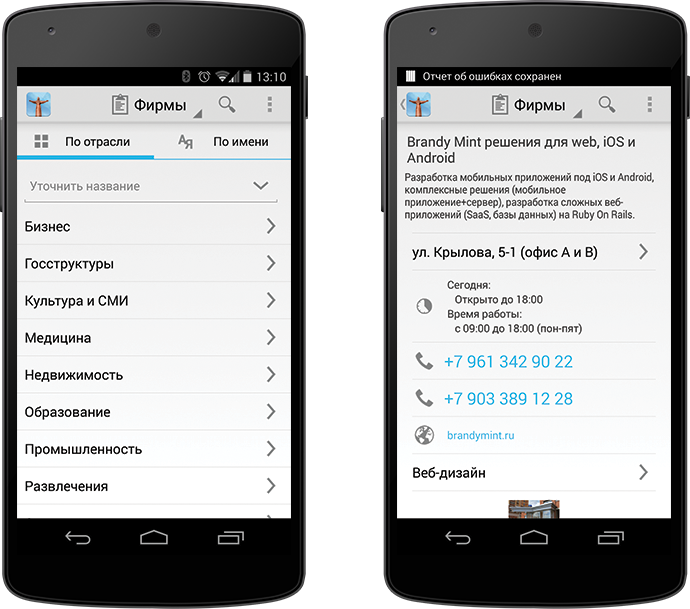 13:10
Фирмы
По отрасли
АЯ
По имени
Уточнить название
Бизнес
Госструктуры
Культура и СМИ
Медицина
Недвижимость
Образование
Промышленность
Развлечения
Отчет об ошибках сохранен
Фирмы
Brandy Mint решения для web, iOS и
Android
Разработка мобильных приложений под iOS и Android,
комплексные решения (мобильное
приложение+сервер), разработка сложных веб-
приложений (SaaS, базы данных) на Ruby On Rails.
ул. Крылова, 5-1 (офис А и В)
Сегодня:
Открыто до 18:00
Время работы:
с 09:00 до 18:00 (пон-пят)
+7 961 342 90 22
+7 903 389 12 28
brandymint.ru
Веб-дизайн